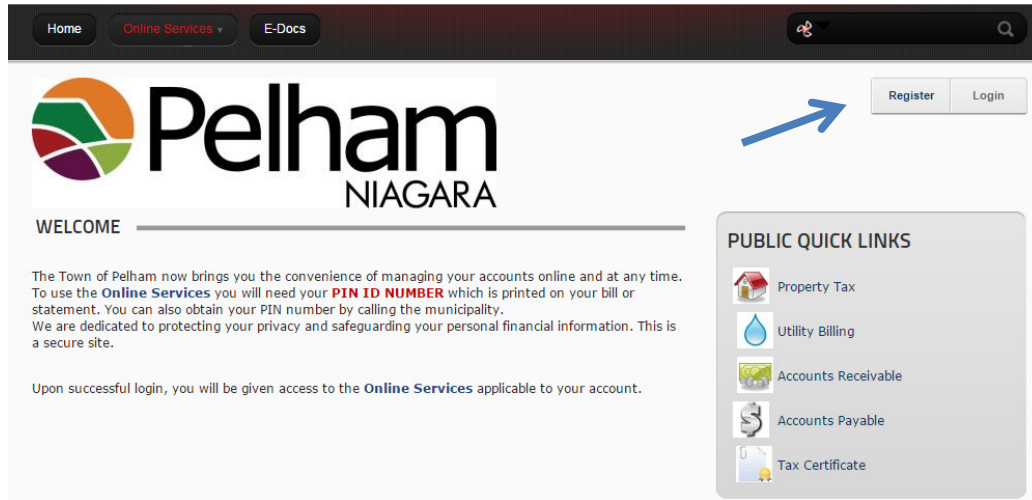 Home
Online Services
E-Docs
Register
Login
Pelham
NIAGARA
WELCOME
The Town of Pelham now brings you the convenience of managing your accounts online and at any time.
To use the Online Services you will need your PIN ID NUMBER which is printed on your bill or
statement. You can also obtain your PIN number by calling the municipality.
We are dedicated to protecting your privacy and safeguarding your personal financial information. This is
a secure site.
Upon successful login, you will be given access to the Online Services applicable to your account.
PUBLIC QUICK LINKS
Property Tax
Utility Billing
Accounts Receivable
Accounts Payable
Tax Certificate